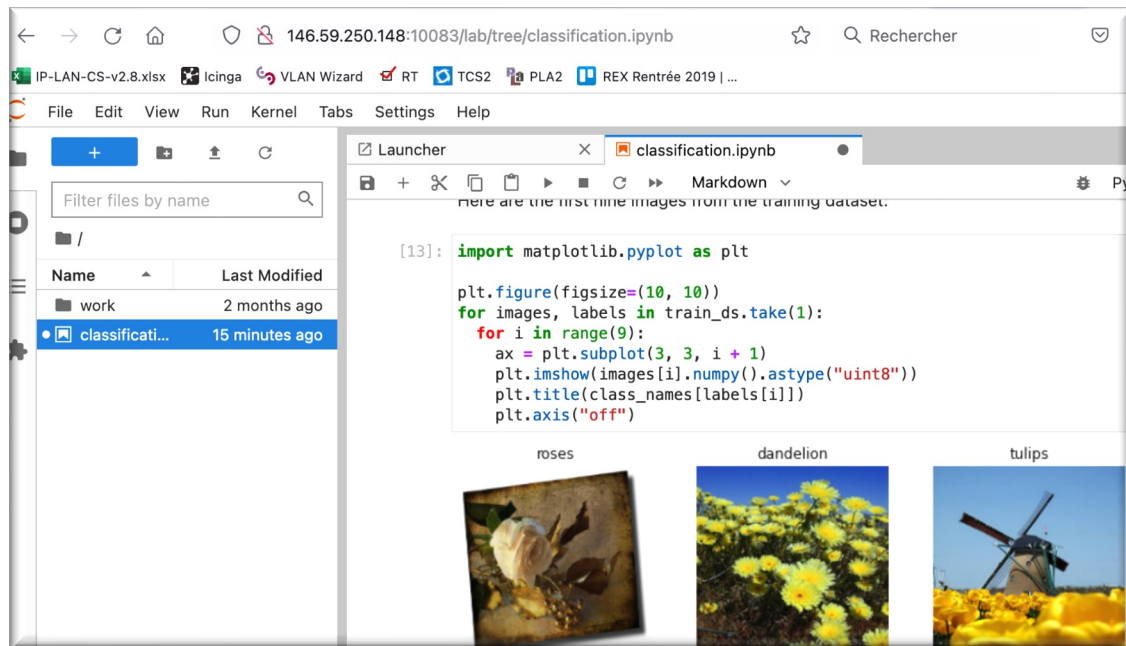 146.59.250.148:10083/lab/tree/classification.ipynb
Rechercher
IP-LAN-CS-v2.8.xlsx Icinga VLAN Wizard RT TCS2 PLA2 REX Rentrée 2019 | ...
File Edit View Run Kernel Tabs Settings Help
+
Launcher × classification.ipynb
Markdown
Py
Filter files by name
/
Name Last Modified
work 2 months ago
classificati... 15 minutes ago
Here are the first nine images from the training dataset:
[13]: import matplotlib.pyplot as plt
plt.figure(figsize=(10, 10))
for images, labels in train_ds.take(1):
  for i in range(9):
    ax = plt.subplot(3, 3, i + 1)
    plt.imshow(images[i].numpy().astype("uint8"))
    plt.title(class_names[labels[i]])
    plt.axis("off")
roses dandelion tulips